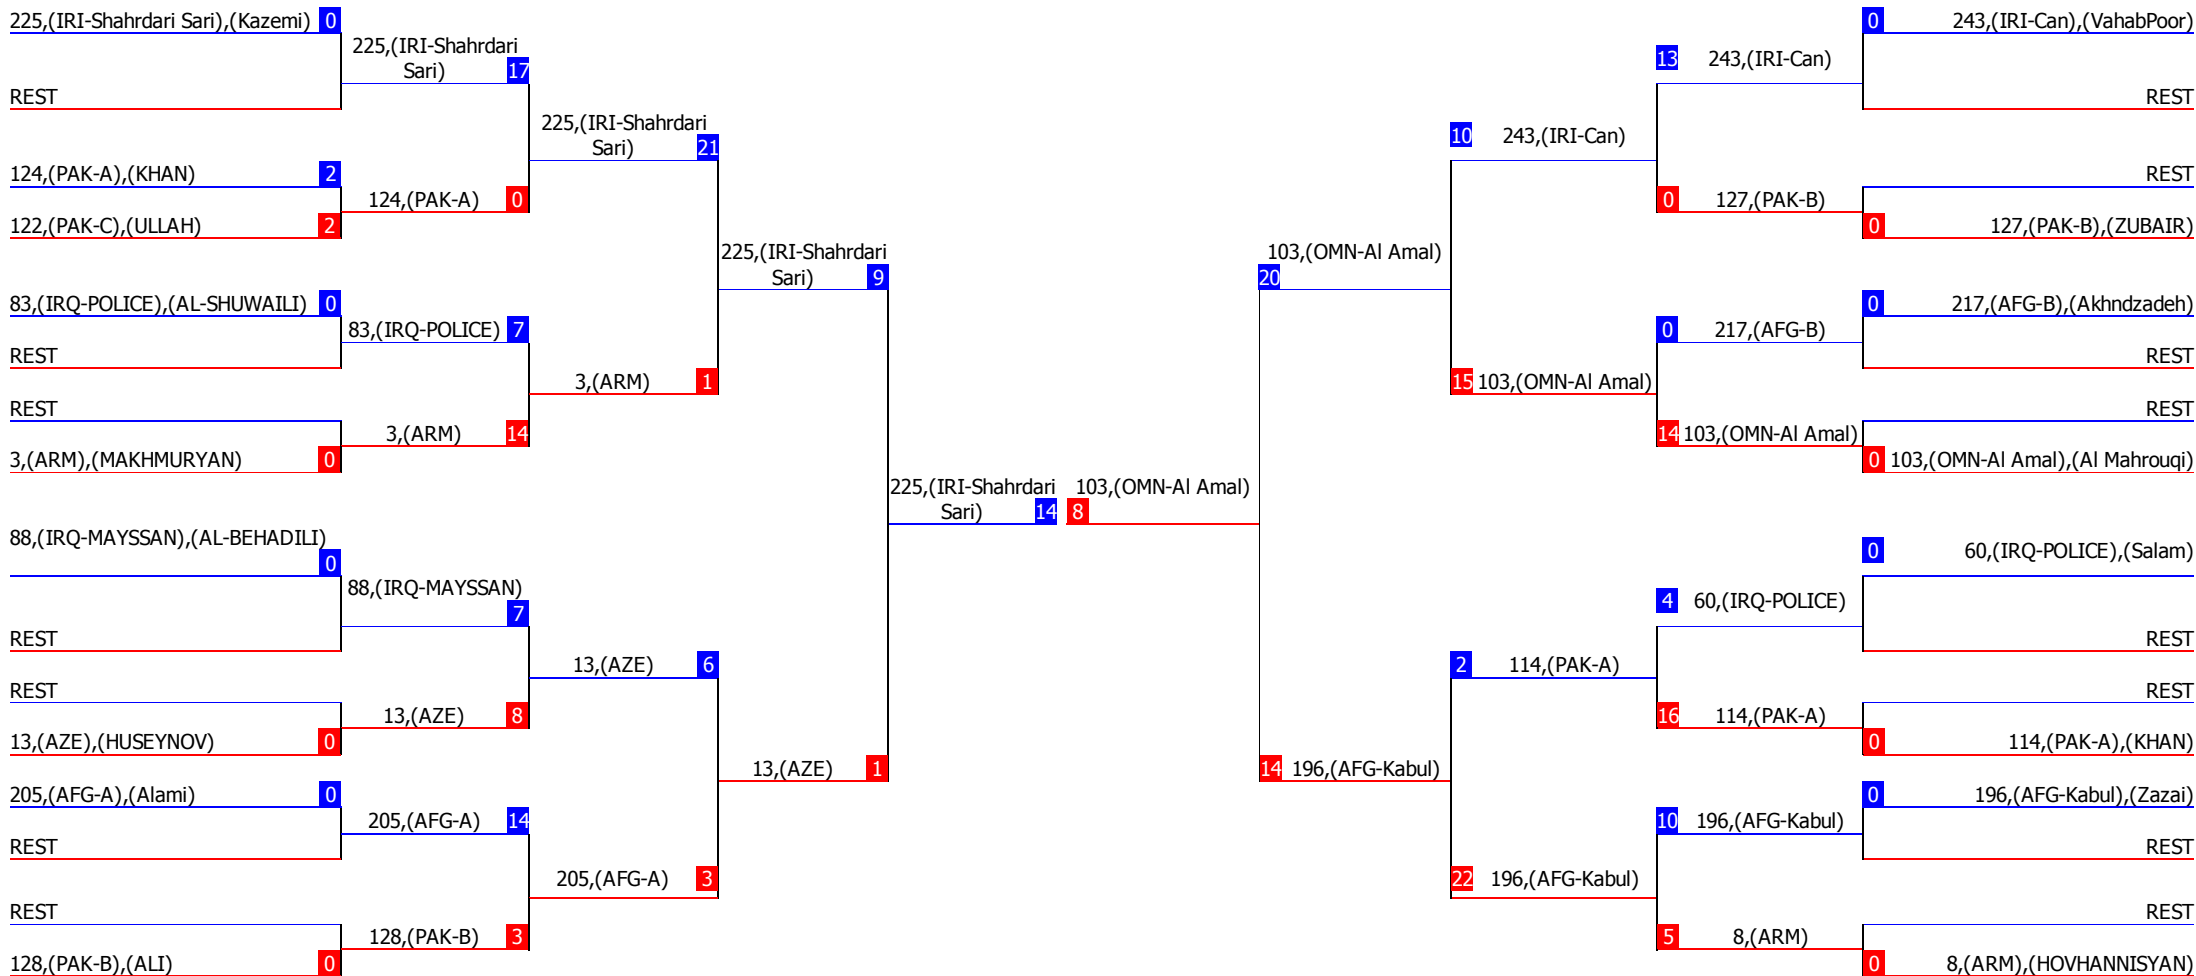 225,(IRI-Shahrdari Sari),(Kazemi) 0
REST
124,(PAK-A),(KHAN) 2
122,(PAK-C),(ULLAH) 2
83,(IRQ-POLICE),(AL-SHUWAILI) 0
REST
REST
3,(ARM),(MAKHMURYAN) 0
88,(IRQ-MAYSSAN),(AL-BEHADILI)
0
REST
REST
13,(AZE),(HUSEYNOV) 0
205,(AFG-A),(Alami) 0
REST
REST
128,(PAK-B),(ALI) 0
225,(IRI-Shahrdari
Sari) 17
124,(PAK-A) 0
83,(IRQ-POLICE) 7
3,(ARM) 14
88,(IRQ-MAYSSAN)
7
13,(AZE) 8
205,(AFG-A) 14
128,(PAK-B) 3
225,(IRI-Shahrdari
Sari) 21
3,(ARM) 1
13,(AZE) 6
205,(AFG-A) 3
225,(IRI-Shahrdari
Sari) 9
13,(AZE) 1
225,(IRI-Shahrdari
Sari) 14
103,(OMN-Al Amal)
8
103,(OMN-Al Amal)
20
14 196,(AFG-Kabul)
10 243,(IRI-Can)
15 103,(OMN-Al Amal)
2 114,(PAK-A)
22 196,(AFG-Kabul)
13 243,(IRI-Can)
0 127,(PAK-B)
0 217,(AFG-B)
14 103,(OMN-Al Amal)
4 60,(IRQ-POLICE)
16 114,(PAK-A)
10 196,(AFG-Kabul)
5 8,(ARM)
0 243,(IRI-Can),(VahabPoor)
REST
REST
0 127,(PAK-B),(ZUBAIR)
0 217,(AFG-B),(Akhndzadeh)
REST
REST
0 103,(OMN-Al Amal),(Al Mahrouqi)
0 60,(IRQ-POLICE),(Salam)
REST
REST
0 114,(PAK-A),(KHAN)
0 196,(AFG-Kabul),(Zazai)
REST
REST
0 8,(ARM),(HOVHANNISYAN)